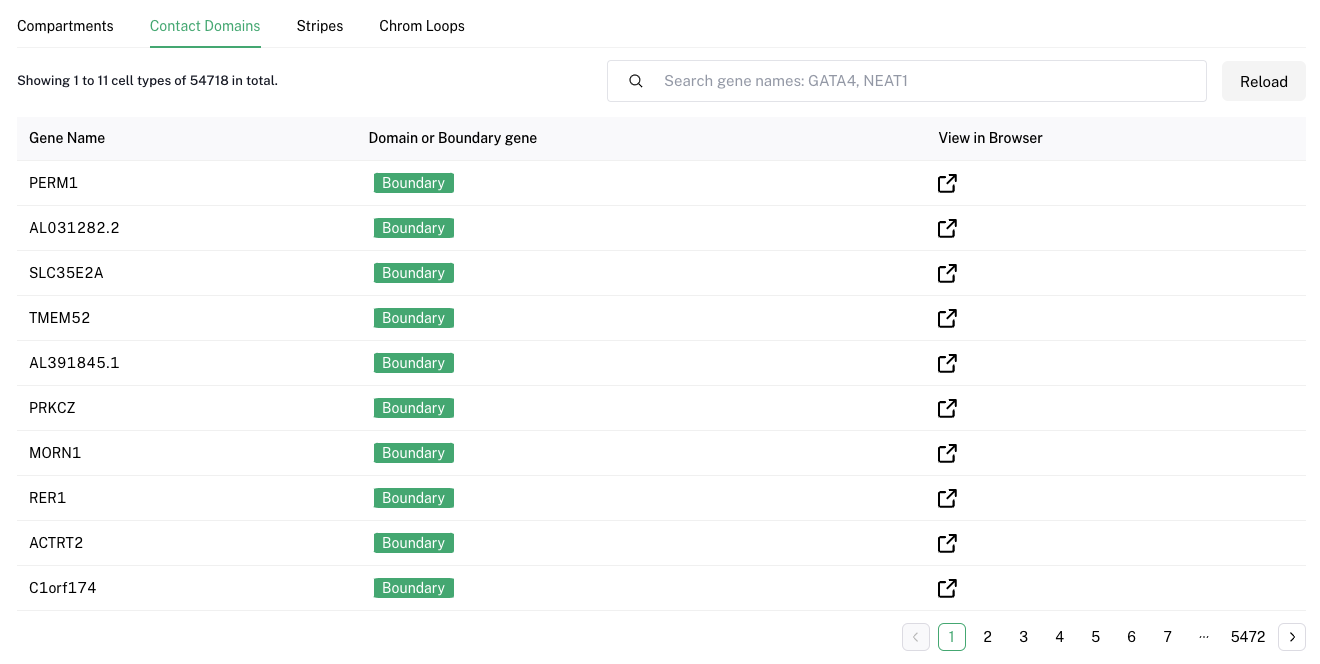 Compartments Contact Domains Stripes Chrom Loops
Showing 1 to 11 cell types of 54718 in total.
Search gene names: GATA4, NEAT1
Reload
Gene Name Domain or Boundary gene View in Browser
PERM1 Boundary
AL031282.2 Boundary
SLC35E2A Boundary
TMEM52 Boundary
AL391845.1 Boundary
PRKCZ Boundary
MORN1 Boundary
RER1 Boundary
ACTRT2 Boundary
C1orf174 Boundary
1 2 3 4 5 6 7 ··· 5472